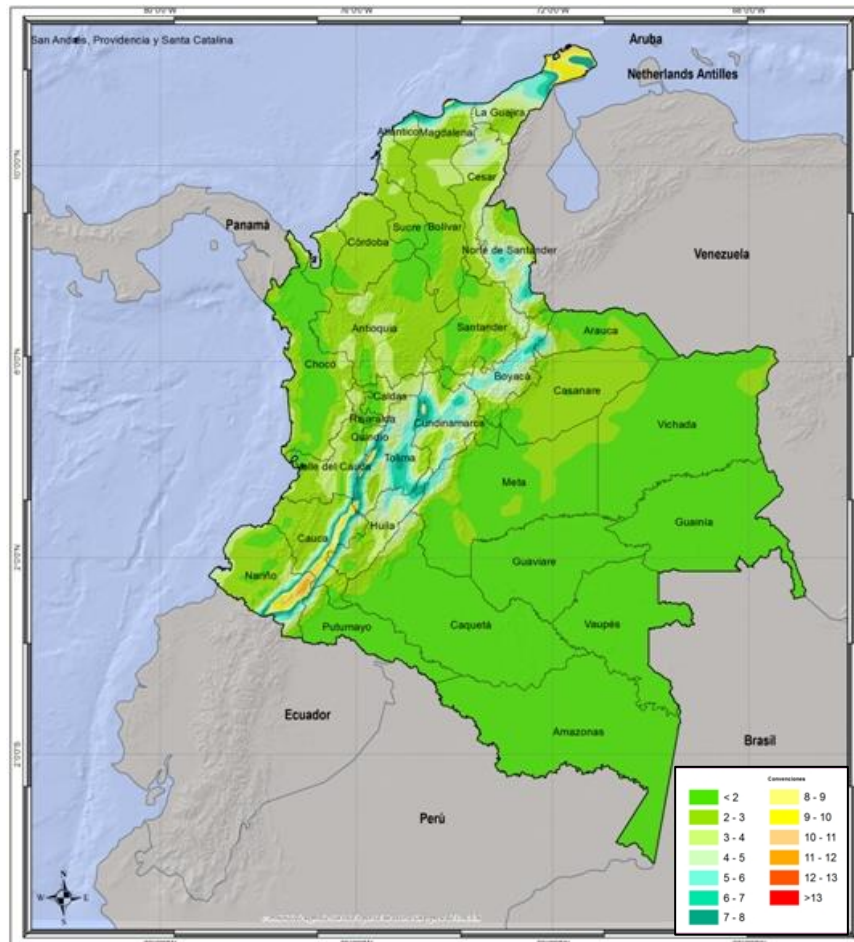 San Andrés, Providencia y Santa Catalina
Aruba
Netherlands Antilles
La Guajira
Atlántico
Magdalena
Cesar
Panamá
Sucre
Bolívar
Córdoba
Norte de Santander
Venezuela
Antioquia
Santander
Arauca
Chocó
Boyacá
Casanare
Caldas
Risaralda
Cundinamarca
Vichada
Quindío
Tolima
Valle del Cauca
Meta
Guainía
Huila
Cauca
Guaviare
Nariño
Putumayo
Caquetá
Vaupés
Ecuador
Amazonas
Brasil
Perú
N
W
E
S
Convenciones
< 2
2 - 3
3 - 4
4 - 5
5 - 6
6 - 7
7 - 8
8 - 9
9 - 10
10 - 11
11 - 12
12 - 13
>13